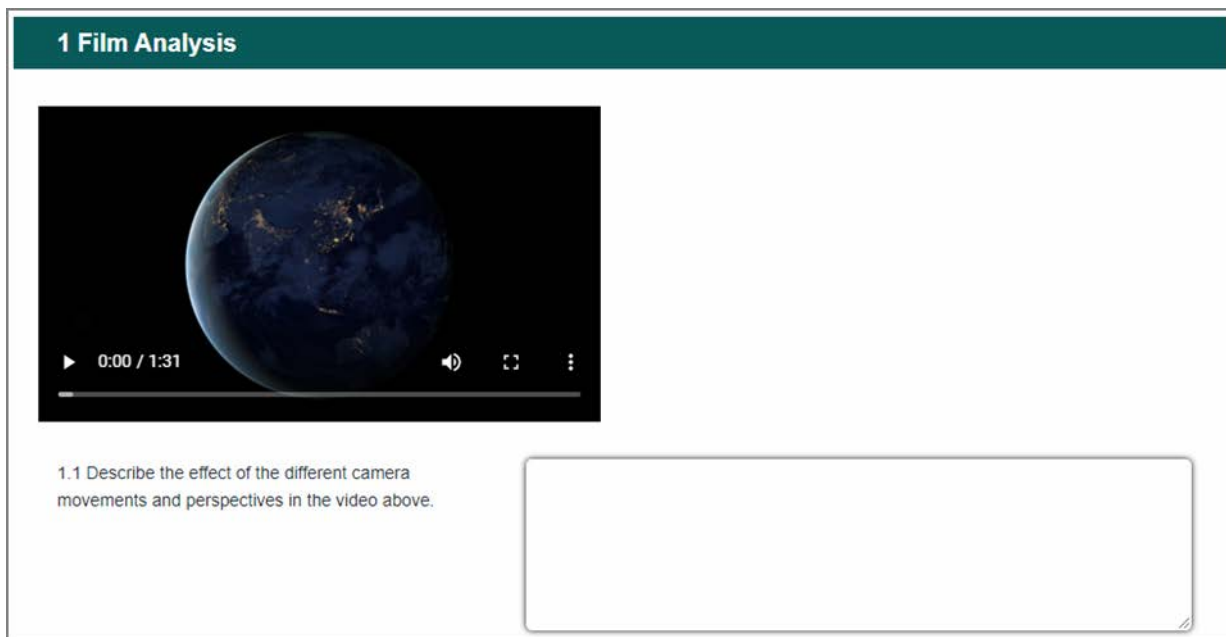 1 Film Analysis
0:00 / 1:31
1.1 Describe the effect of the different camera
movements and perspectives in the video above.